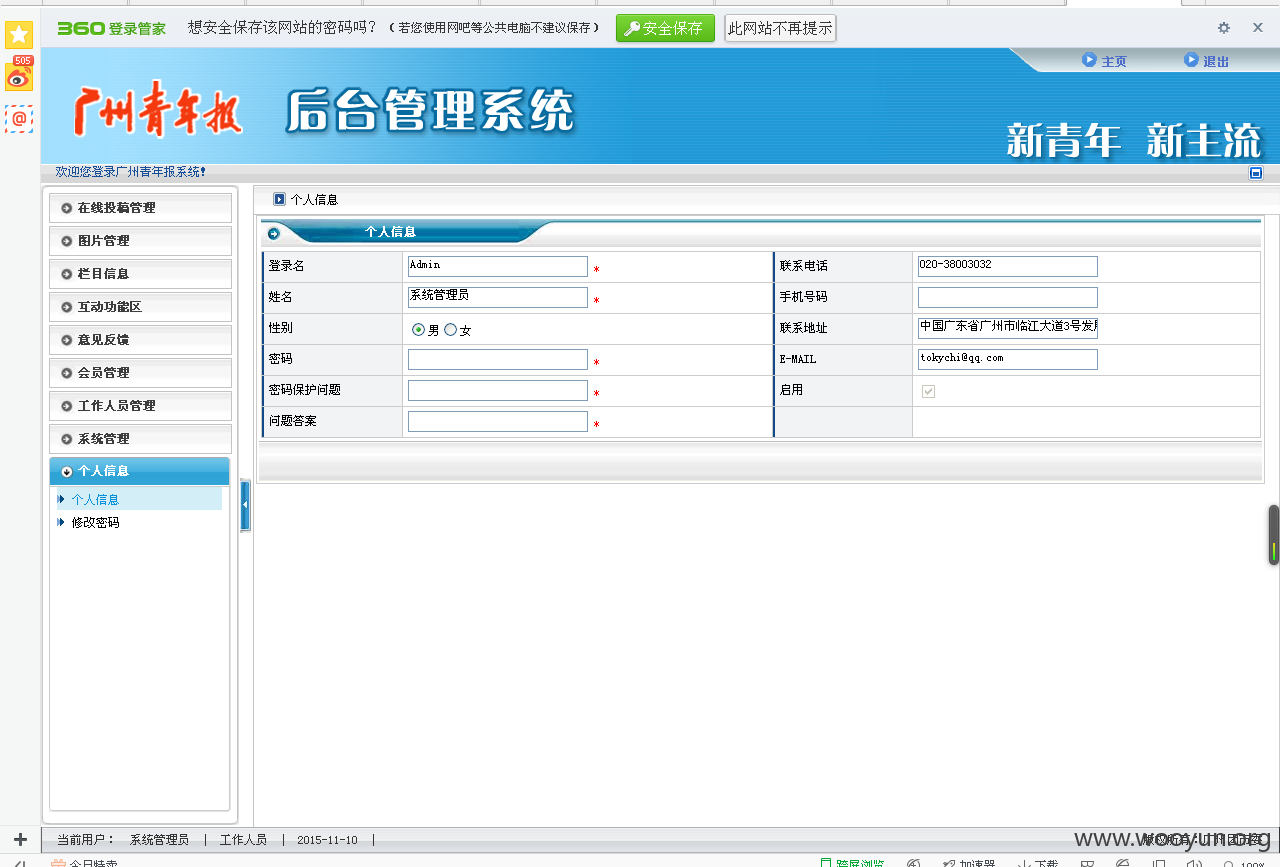 360登录管家 想安全保存该网站的密码吗？（若您使用网吧等公共电脑不建议保存） 安全保存 此网站不再提示
505
@
主页 退出
广州青年报 后台管理系统
新青年 新主流
欢迎您登录广州青年报系统!
在线投稿管理
图片管理
栏目信息
互动功能区
意见反馈
会员管理
工作人员管理
系统管理
个人信息
个人信息
修改密码
个人信息
个人信息
登录名 Admin * 联系电话 020-38003032
姓名 系统管理员 * 手机号码
性别 男 女 联系地址 中国广东省广州市临江大道3号发
密码 * E-MAIL tokychi@qq.com
密码保护问题 * 启用
问题答案 *
当前用户： 系统管理员 | 工作人员 | 2015-11-10 |
www.wooyun.org
今日特卖 跨屏浏览 加速器 下载 100%